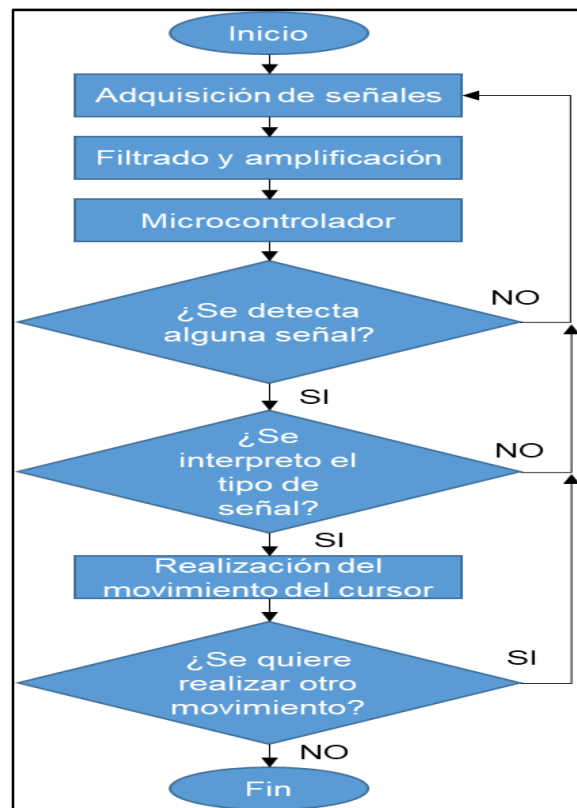 Inicio
Adquisición de señales
Filtrado y amplificación
Microcontrolador
¿Se detecta
alguna señal?
NO
SI
¿Se
interpreto el
tipo de
señal?
NO
SI
Realización del
movimiento del cursor
¿Se quiere
realizar otro
movimiento?
SI
NO
Fin